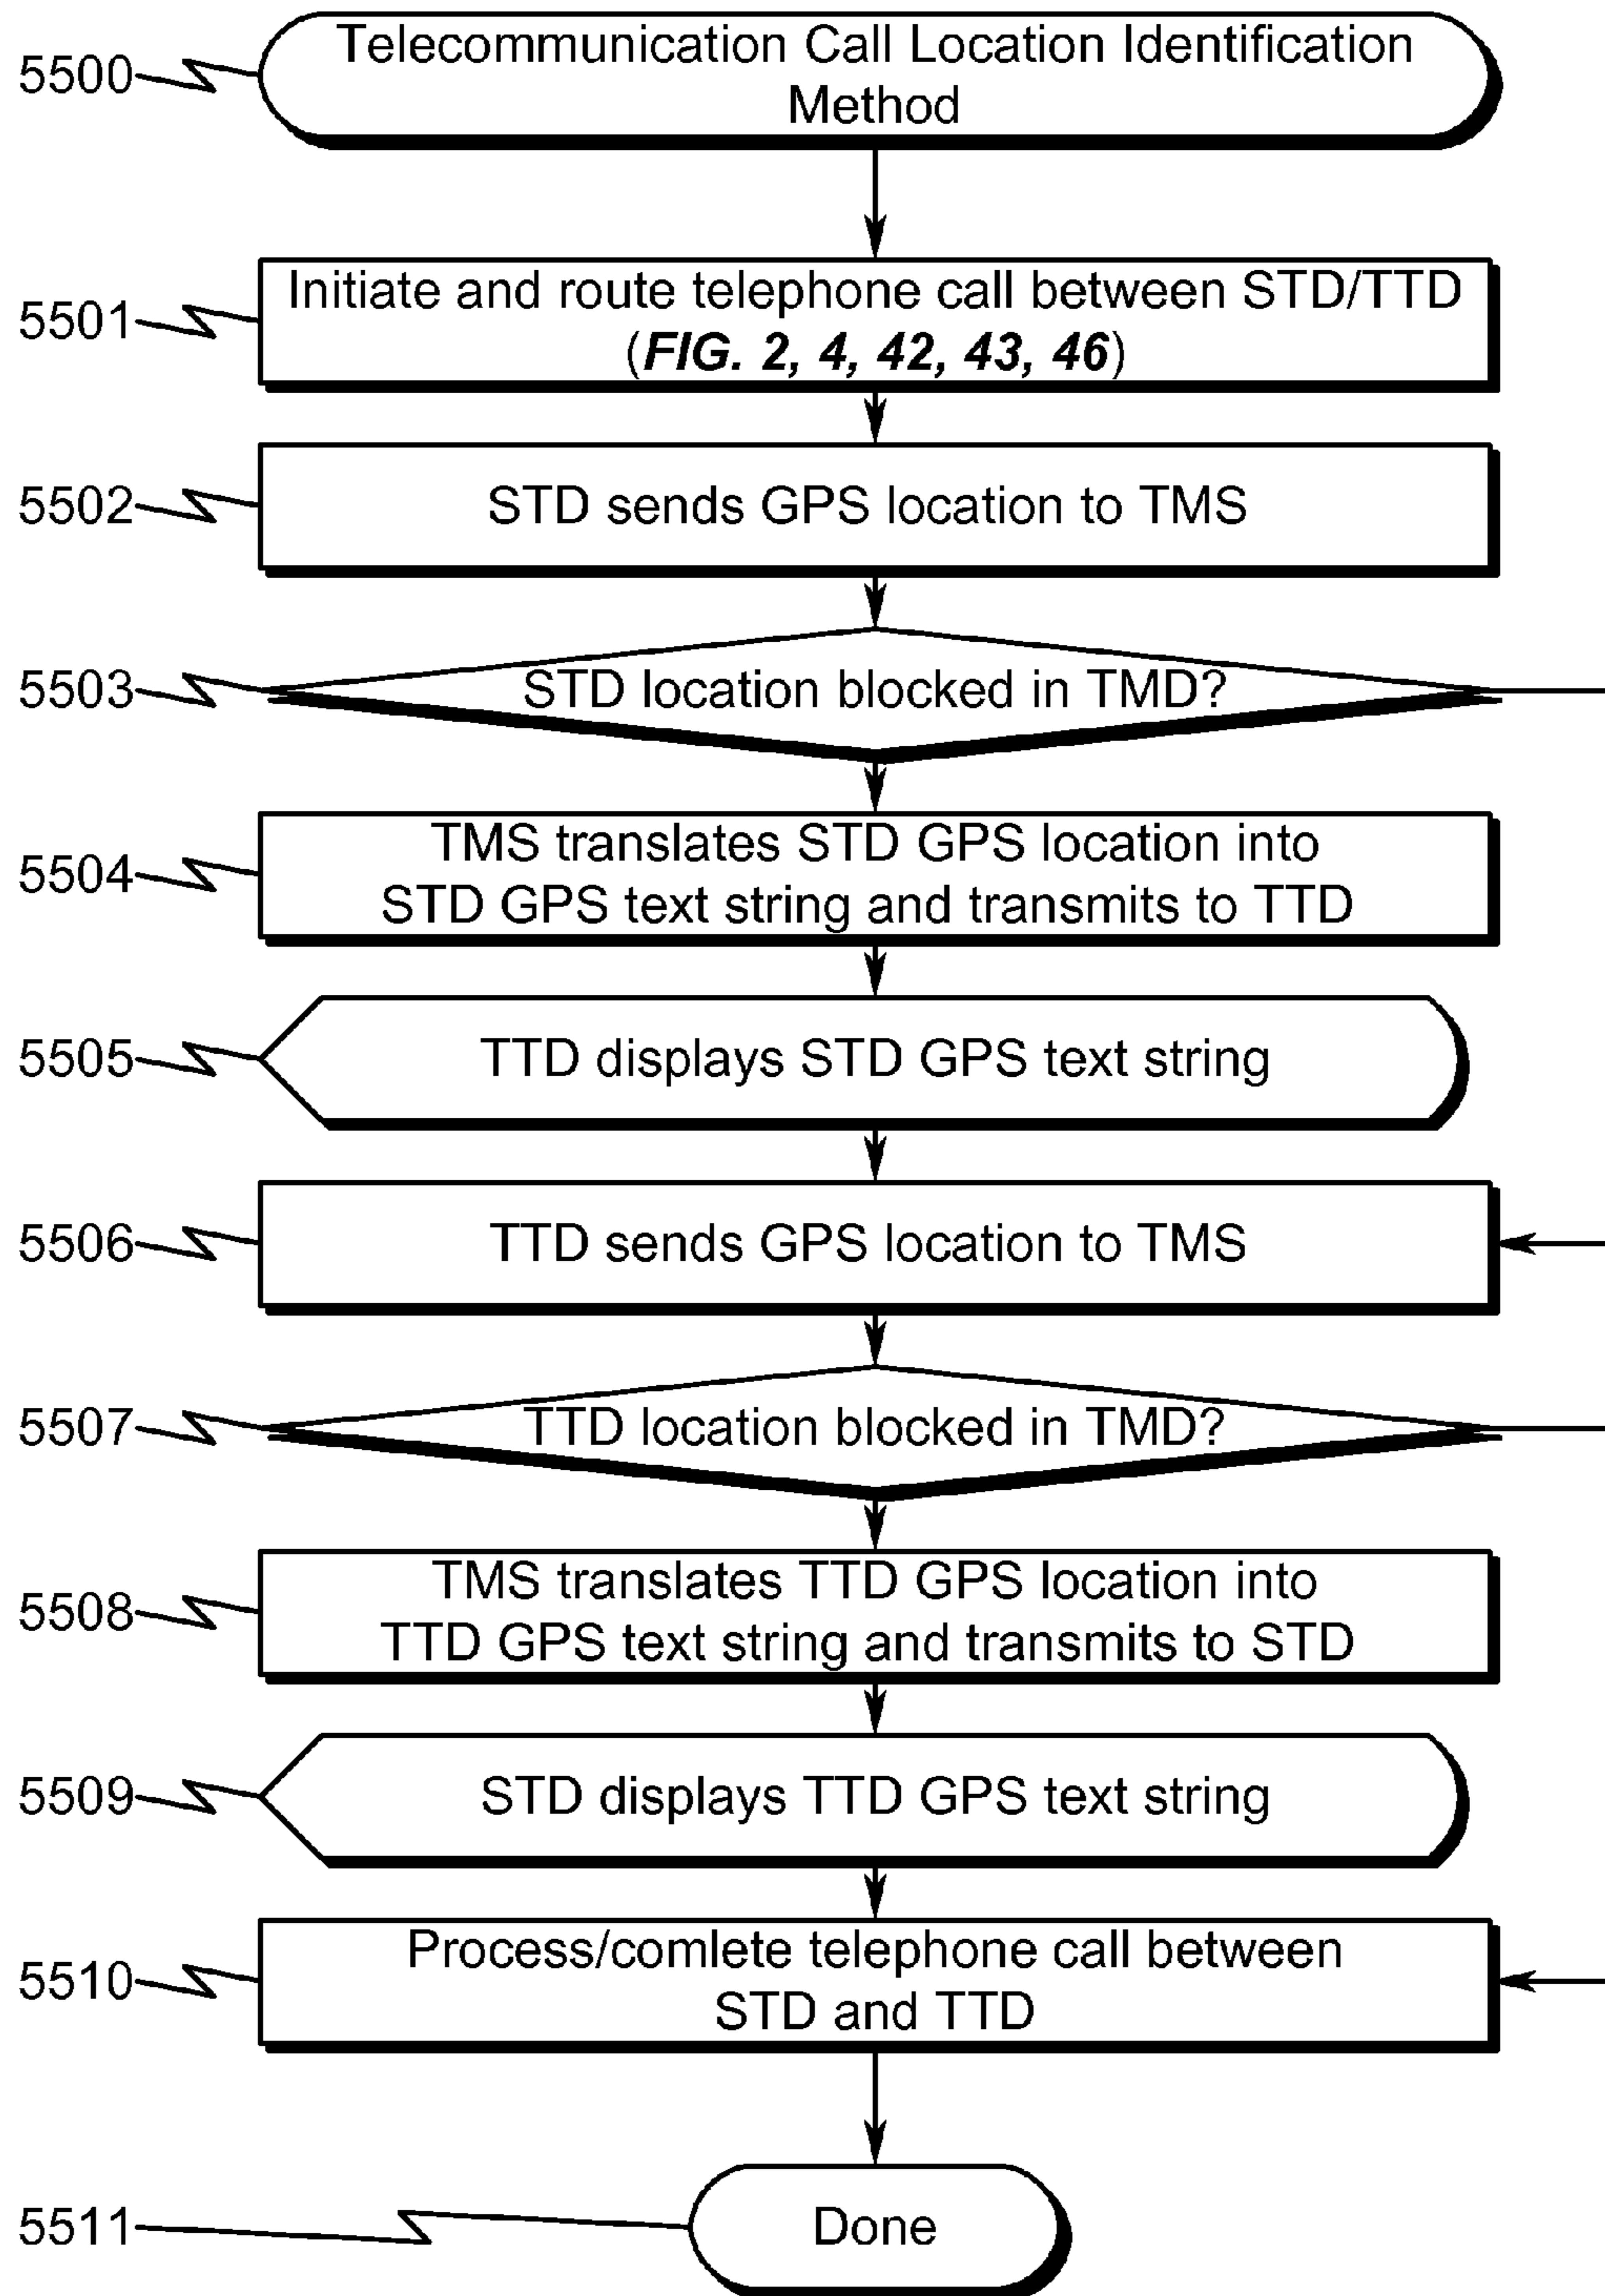 5500
Telecommunication Call Location Identification
Method
5501
Initiate and route telephone call between STD/TTD
(FIG. 2, 4, 42, 43, 46)
5502
STD sends GPS location to TMS
5503
STD location blocked in TMD?
5504
TMS translates STD GPS location into
STD GPS text string and transmits to TTD
5505
TTD displays STD GPS text string
5506
TTD sends GPS location to TMS
5507
TTD location blocked in TMD?
5508
TMS translates TTD GPS location into
TTD GPS text string and transmits to STD
5509
STD displays TTD GPS text string
5510
Process/comlete telephone call between
STD and TTD
5511
Done